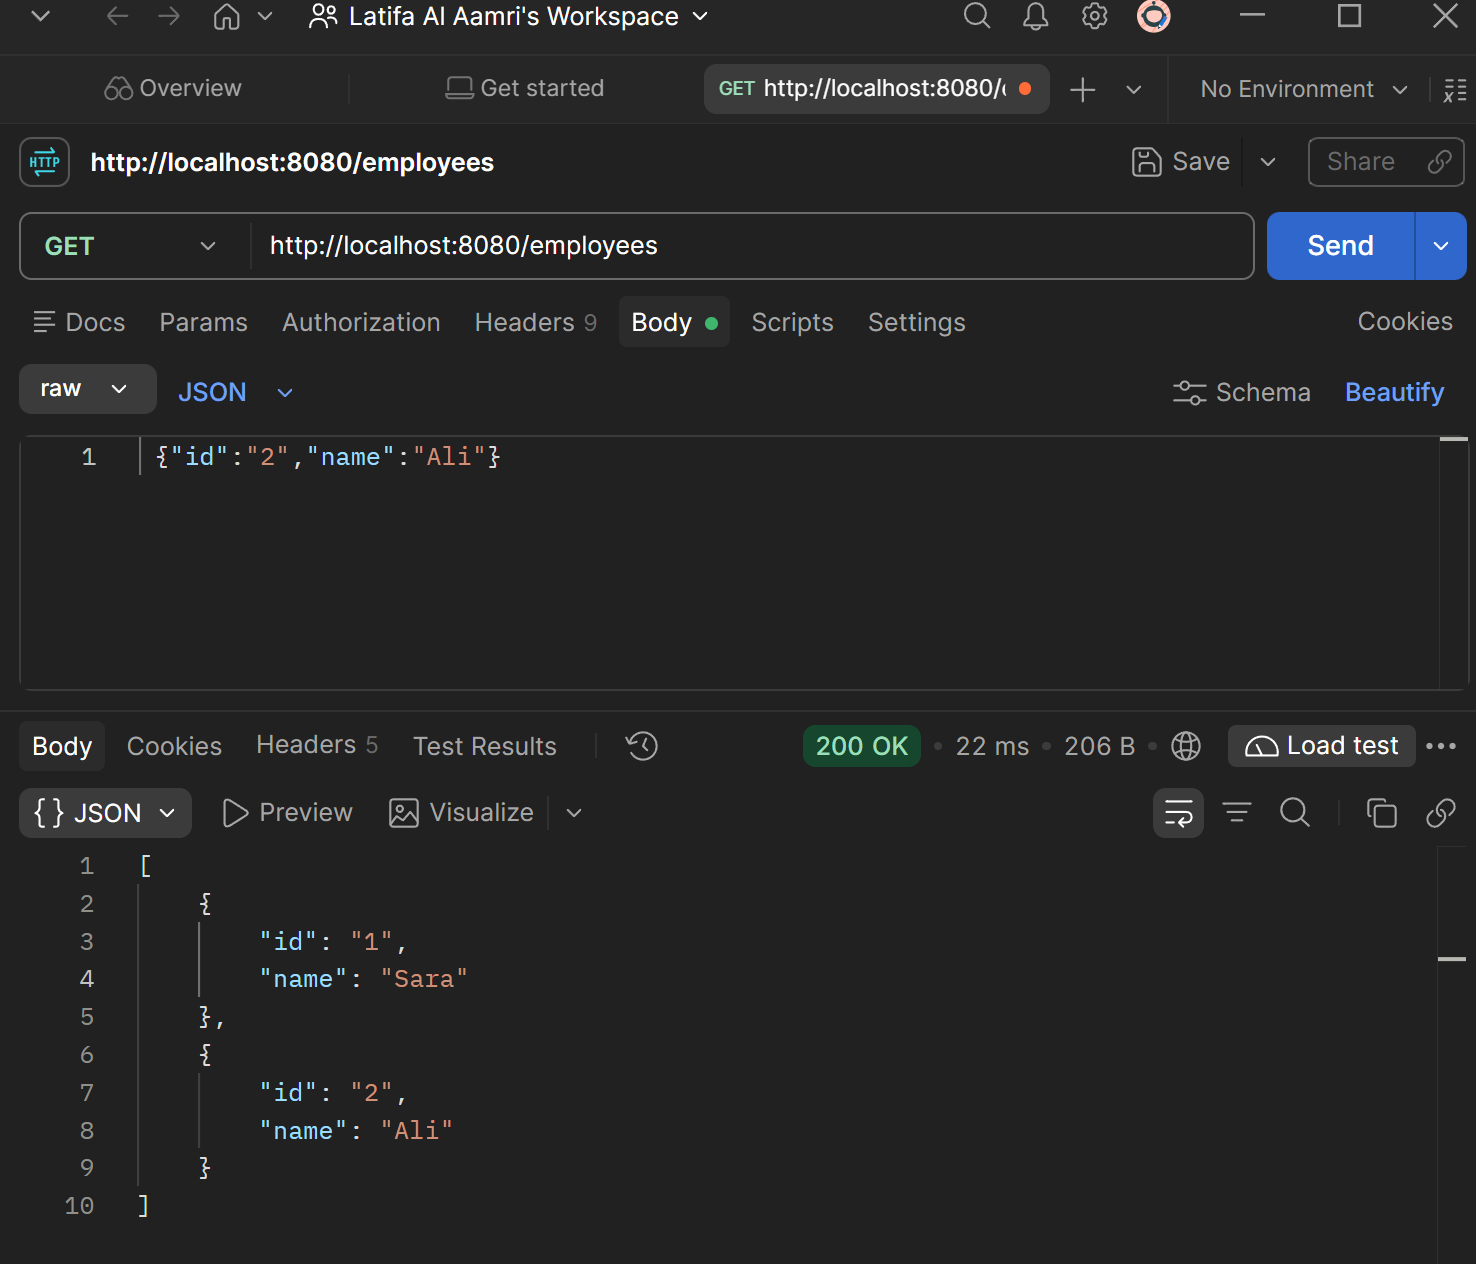 Latifa Al Aamri's Workspace
Overview
Get started
GET http://localhost:8080/
No Environment
HTTP http://localhost:8080/employees
Save
Share
GET
http://localhost:8080/employees
Send
Docs Params Authorization Headers 9 Body Scripts Settings Cookies
raw JSON Schema Beautify
1 {"id":"2","name":"Ali"}
Body Cookies Headers 5 Test Results 200 OK 22 ms 206 B Load test
{} JSON Preview Visualize
1 [
2 {
3 "id": "1",
4 "name": "Sara"
5 },
6 {
7 "id": "2",
8 "name": "Ali"
9 }
10 ]